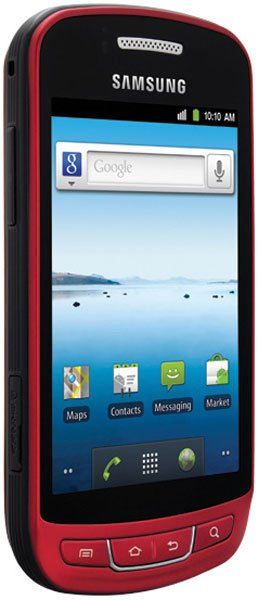 SAMSUNG
10:10 AM
g Google
Maps Contacts Messaging Market